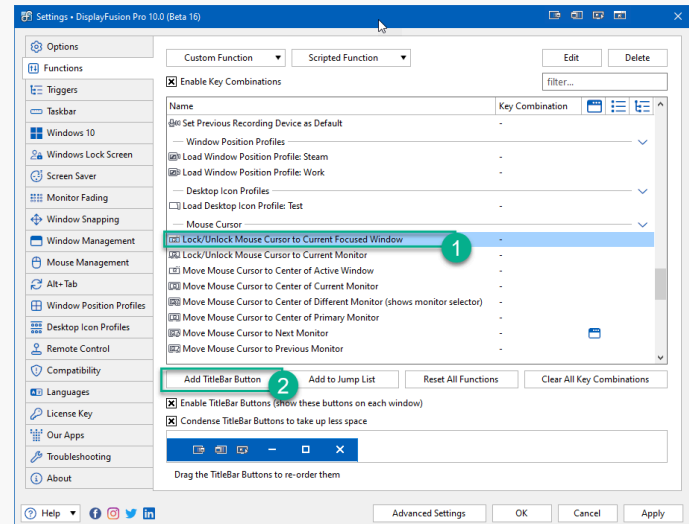 Settings • DisplayFusion Pro 10.0 (Beta 16)
Options
Functions
Triggers
Taskbar
Windows 10
Windows Lock Screen
Screen Saver
Monitor Fading
Window Snapping
Window Management
Mouse Management
Alt+Tab
Window Position Profiles
Desktop Icon Profiles
Remote Control
Compatibility
Languages
License Key
Our Apps
Troubleshooting
About
Custom Function Scripted Function Edit Delete
Enable Key Combinations filter...
Name Key Combination
Set Previous Recording Device as Default -
Window Position Profiles
Load Window Position Profile: Steam -
Load Window Position Profile: Work -
Desktop Icon Profiles
Load Desktop Icon Profile: Test -
Mouse Cursor
Lock/Unlock Mouse Cursor to Current Focused Window -
1
Lock/Unlock Mouse Cursor to Current Monitor -
Move Mouse Cursor to Center of Active Window -
Move Mouse Cursor to Center of Current Monitor -
Move Mouse Cursor to Center of Different Monitor (shows monitor selector) -
Move Mouse Cursor to Center of Primary Monitor -
Move Mouse Cursor to Next Monitor -
Move Mouse Cursor to Previous Monitor -
Add TitleBar Button Add to Jump List Reset All Functions Clear All Key Combinations
2
Enable TitleBar Buttons (show these buttons on each window)
Condense TitleBar Buttons to take up less space
Drag the TitleBar Buttons to re-order them
Help Advanced Settings OK Cancel Apply